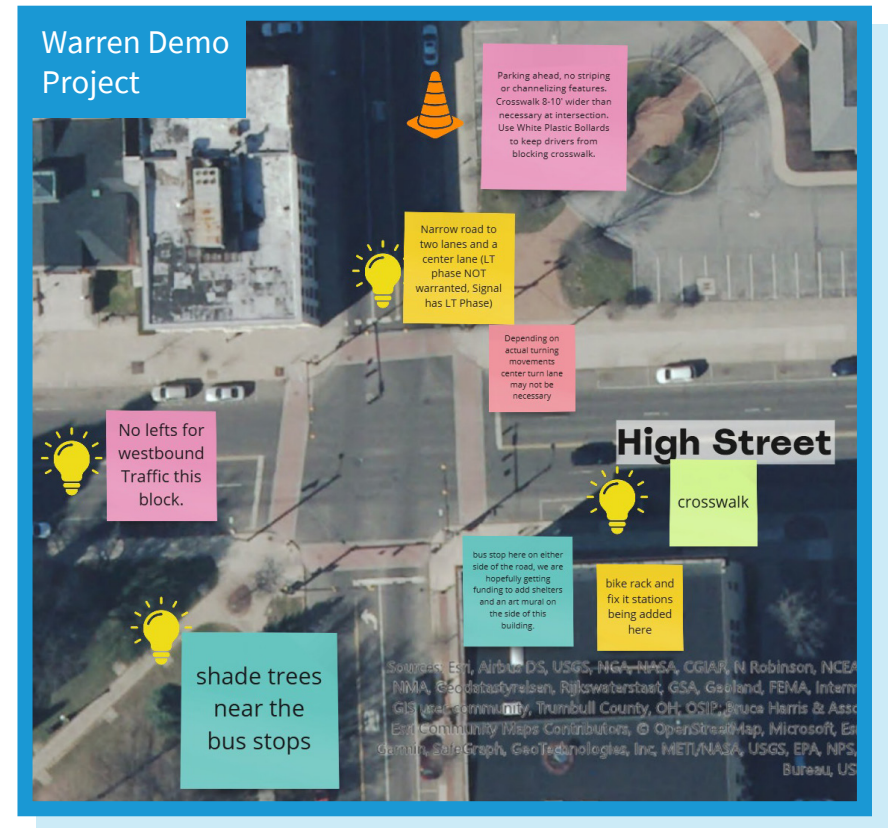 Warren Demo
Project
Parking ahead, no striping
or channelizing features.
Crosswalk 8-10' wider than
necessary at intersection.
Use White Plastic Bollards
to keep drivers from
blocking crosswalk.
Narrow road to
two lanes and a
center lane (LT
phase NOT
warranted, Signal
has LT Phase)
Depending on
actual turning
movements
center turn lane
may not be
necessary
No lefts for
westbound
Traffic this
block.
High Street
crosswalk
bus stop here on either
side of the road, we are
hopefully getting
funding to add shelters
and an art mural on
the side of this
building.
bike rack and
fix it stations
being added
here
shade trees
near the
bus stops
Sources: Esri, Airbus DS, USGS, NGA, NASA, CGIAR, N Robinson, NCEA
NMA, Geodatastyrelsen, Rijkswaterstaat, GSA, Geoland, FEMA, Interm
GIS user community, Trumbull County, OH, OSIP, Bruce Harris & Asso
Esri Community Maps Contributors, © OpenStreetMap, Microsoft, Es
Garmin, SafeGraph, GeoTechnologies, Inc, METI/NASA, USGS, EPA, NPS,
Bureau, US